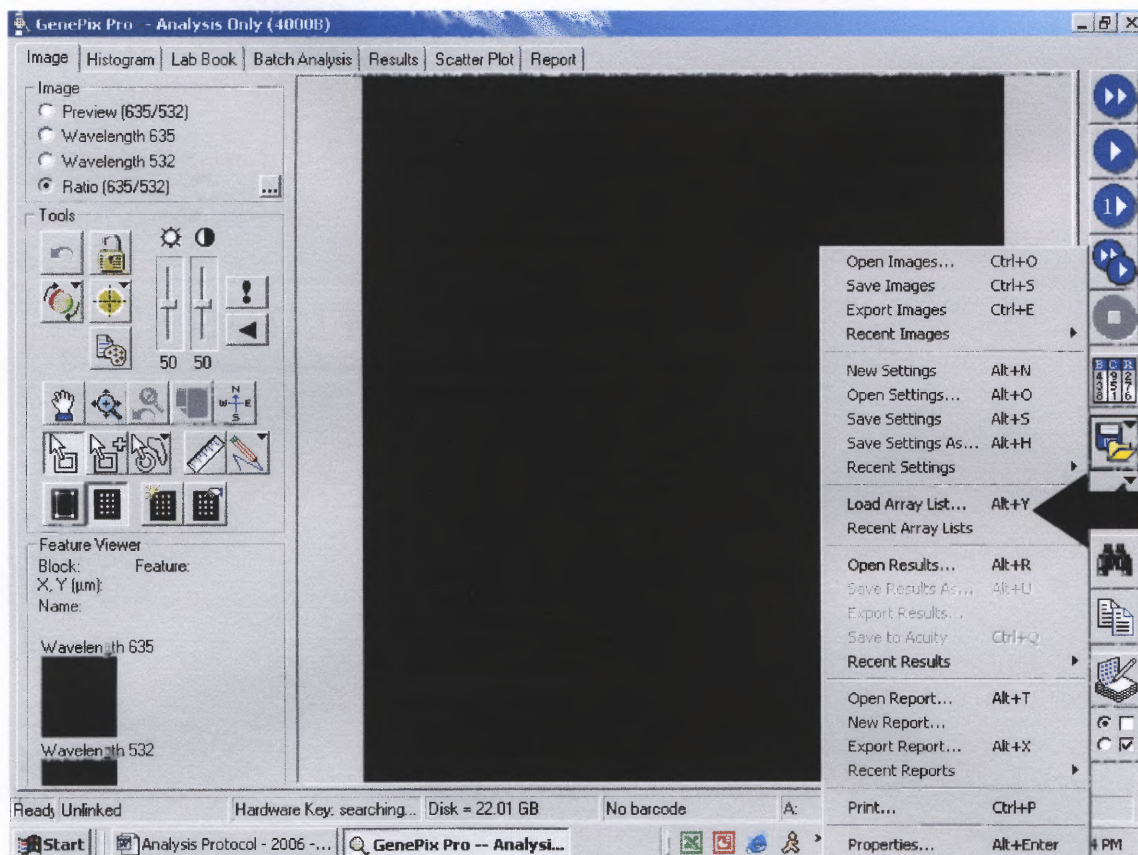 GenePix Pro - Analysis Only (4000B)
Image Histogram Lab Book Batch Analysis Results Scatter Plot Report
Image
Preview (635/532)
Wavelength 635
Wavelength 532
Ratio (635/532) ...
Tools
50 50
N
W E
S
Feature Viewer
Block: Feature:
X, Y (µm):
Name:
Wavelength 635
Wavelength 532
1
Open Images... Ctrl+O
Save Images Ctrl+S
Export Images Ctrl+E
Recent Images
New Settings Alt+N
Open Settings... Alt+O
Save Settings Alt+S
Save Settings As... Alt+H
Recent Settings
Load Array List... Alt+Y
Recent Array Lists
Open Results... Alt+R
Save Results As... Alt+U
Export Results...
Save to Acuity Ctrl+Q
Recent Results
Open Report... Alt+T
New Report...
Export Report... Alt+X
Recent Reports
Print... Ctrl+P
Properties... Alt+Enter
Ready Unlinked Hardware Key: searching... Disk = 22.01 GB No barcode A:
Start Analysis Protocol - 2006 -... GenePix Pro -- Analysi... 4 PM